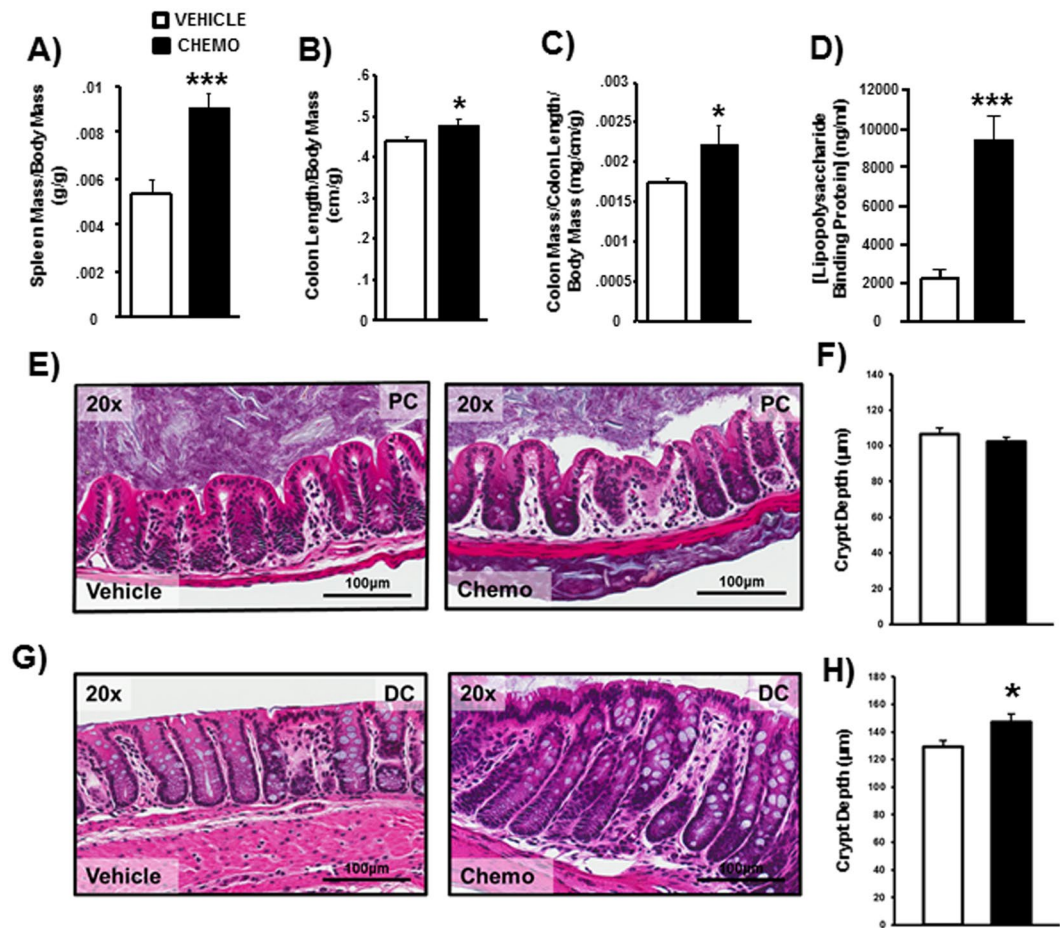 VEHICLE
CHEMO
A)
***
Spleen Mass/Body Mass
(g/g)
.01
.008
.006
.004
.002
0
B)
*
Colon Length/Body Mass
(cm/g)
.6
.5
.4
.3
.2
.1
0
C)
*
Colon Mass/Colon Length/
Body Mass (mg/cm/g)
.003
.0025
.002
.0015
.001
.0005
0
D)
***
[Lipopolysaccharide
Binding Protein] (ng/ml)
12000
10000
8000
6000
4000
2000
0
E)
20x
PC
Vehicle
100µm
20x
PC
Chemo
100µm
F)
Crypt Depth (µm)
140
120
100
80
60
40
20
0
G)
20x
DC
Vehicle
100µm
20x
DC
Chemo
100µm
H)
*
Crypt Depth (µm)
180
160
140
120
100
80
60
40
20
0